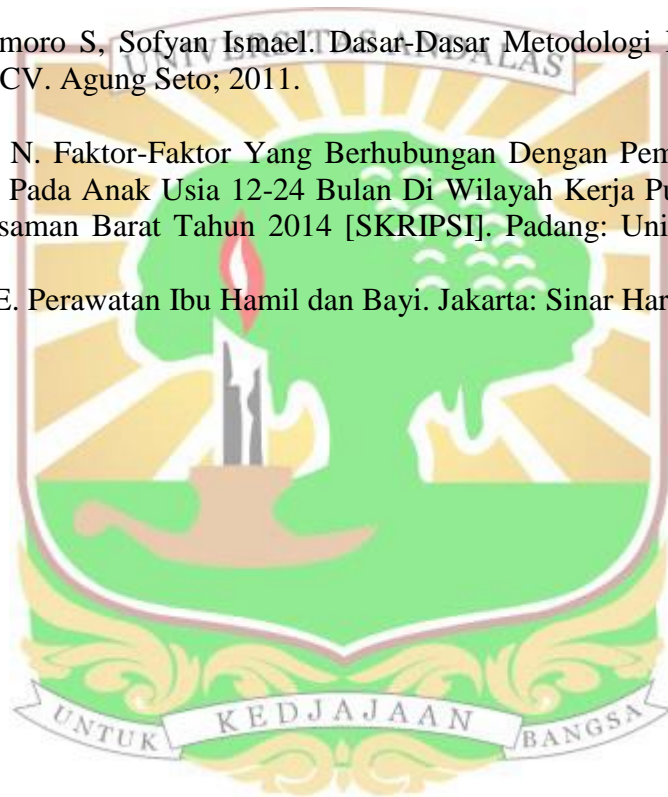 moro S, Sofyan Ismael. Dasar-Dasar Metodologi
UNIVERSITAS ANDALAS
CV. Agung Seto; 2011.
N. Faktor-Faktor Yang Berhubungan Dengan Pem
Pada Anak Usia 12-24 Bulan Di Wilayah Kerja Pu
saman Barat Tahun 2014 [SKRIPSI]. Padang: Uni
E. Perawatan Ibu Hamil dan Bayi. Jakarta: Sinar Har
UNTUK KEDJAJAAN BANGSA